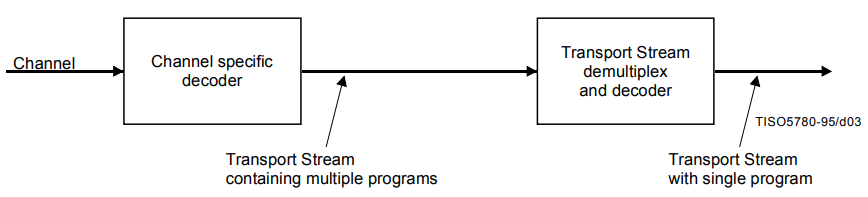 Channel
Channel specific
decoder
Transport Stream
demultiplex
and decoder
TISO5780-95/d03
Transport Stream
containing multiple programs
Transport Stream
with single program